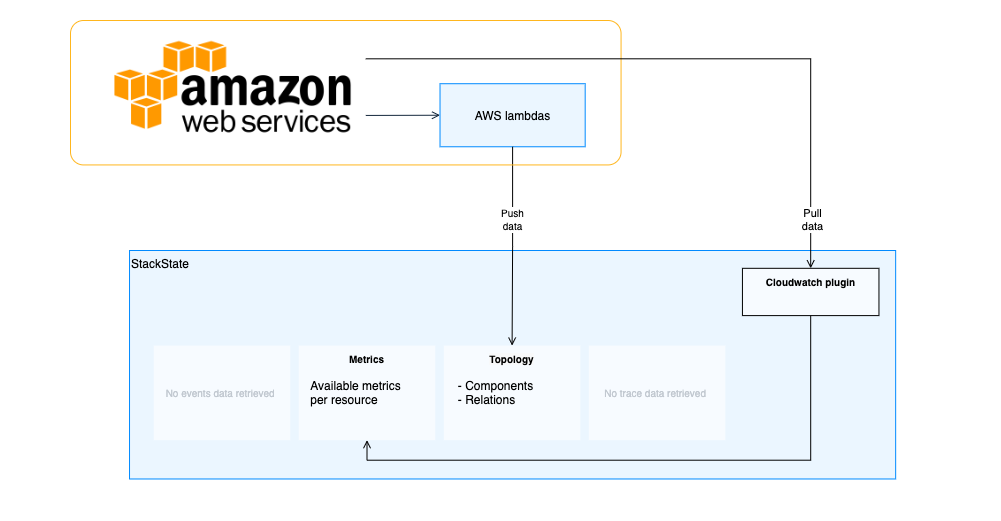 amazon
web services
AWS lambdas
Push
data
Pull
data
StackState
Cloudwatch plugin
No events data retrieved
Metrics
Available metrics
per resource
Topology
- Components
- Relations
No trace data retrieved